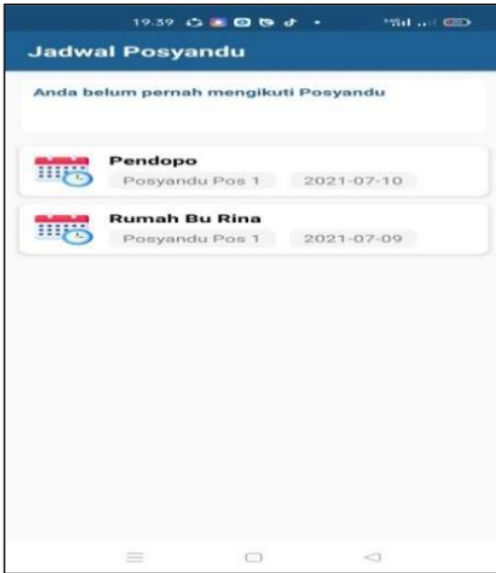 19.39
Jadwal Posyandu
Anda belum pernah mengikuti Posyandu
Pendopo
Posyandu Pos 1 2021-07-10
Rumah Bu Rina
Posyandu Pos 1 2021-07-09